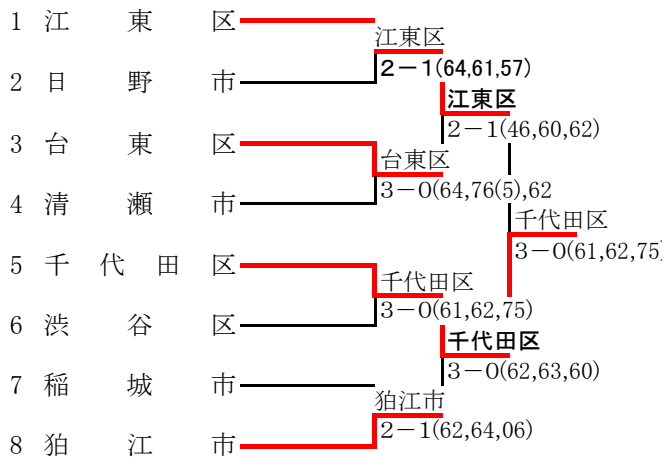 1 江東区
江東区
2－1(64,61,57)
2 日野市
江東区
2－1(46,60,62)
3 台東区
台東区
3－0(64,76(5),62
4 清瀬市
千代田区
3－0(61,62,75)
5 千代田区
千代田区
3－0(61,62,75)
6 渋谷区
千代田区
3－0(62,63,60)
7 稲城市
狛江市
2－1(62,64,06)
8 狛江市